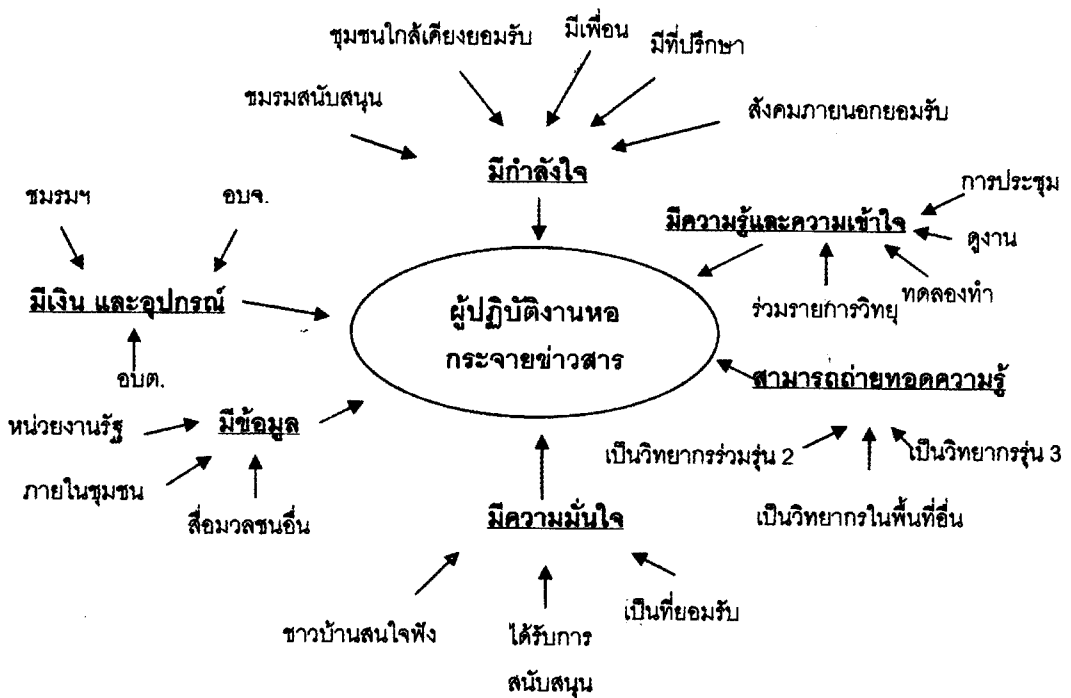 ชุมชนใกล้เคียงยอมรับ
มีเพื่อน
มีที่ปรึกษา
ชมรมสนับสนุน
สังคมภายนอกยอมรับ
มีกำลังใจ
ชมรมฯ
อบจ.
การประชุม
มีความรู้และความเข้าใจ
ดูงาน
มีเงิน และอุปกรณ์
ทดลองทำ
ร่วมรายการวิทยุ
ผู้ปฏิบัติงานหอ
กระจายข่าวสาร
อบต.
สามารถถ่ายทอดความรู้
หน่วยงานรัฐ
มีข้อมูล
เป็นวิทยากรร่วมรุ่น 2
เป็นวิทยากรรุ่น 3
ภายในชุมชน
สื่อมวลชนอื่น
มีความมั่นใจ
เป็นวิทยากรในพื้นที่อื่น
ชาวบ้านสนใจฟัง
ได้รับการ
สนับสนุน
เป็นที่ยอมรับ